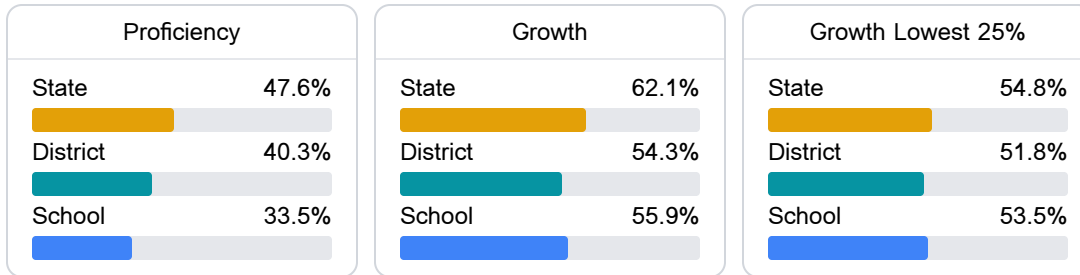 Proficiency
State 47.6%
District 40.3%
School 33.5%
Growth
State 62.1%
District 54.3%
School 55.9%
Growth Lowest 25%
State 54.8%
District 51.8%
School 53.5%